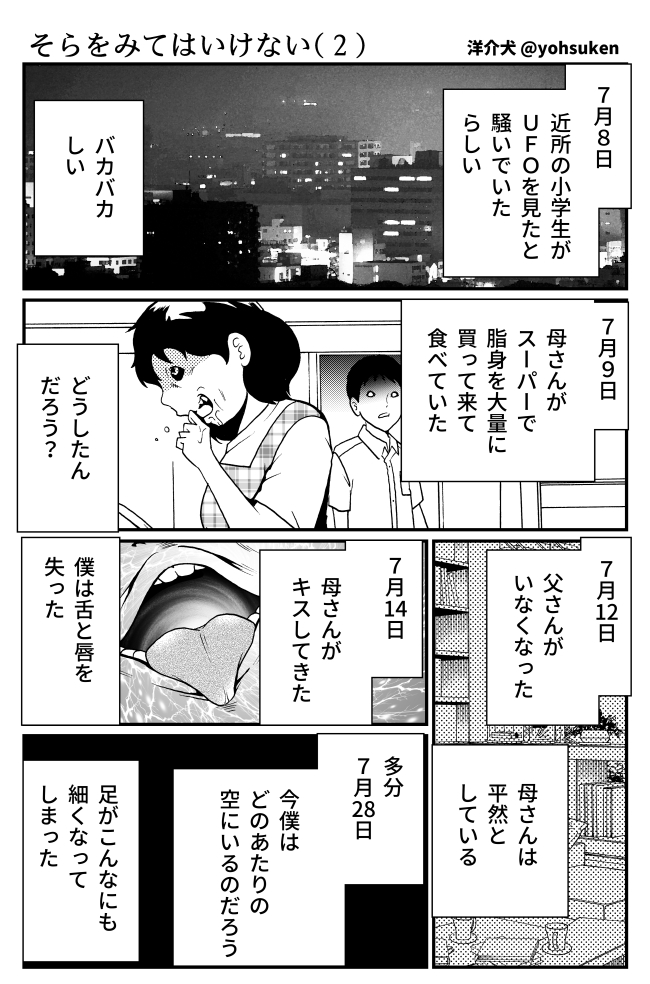 そらをみてはいけない(２)
洋介犬 @yohsuken
7月8日
近所の小学生が
ＵＦＯを見たと
騒いでいた
らしい
バカバカ
しい
7月9日
母さんが
スーパーで
脂身を大量に
買って来て
食べていた
どうしたん
だろう？
7月12日
父さんが
いなくなった
母さんは
平然と
している
7月14日
母さんが
キスしてきた
僕は舌と唇を
失った
多分
7月28日
今僕は
どのあたりの
空にいるのだろう
足がこんなにも
細くなって
しまった